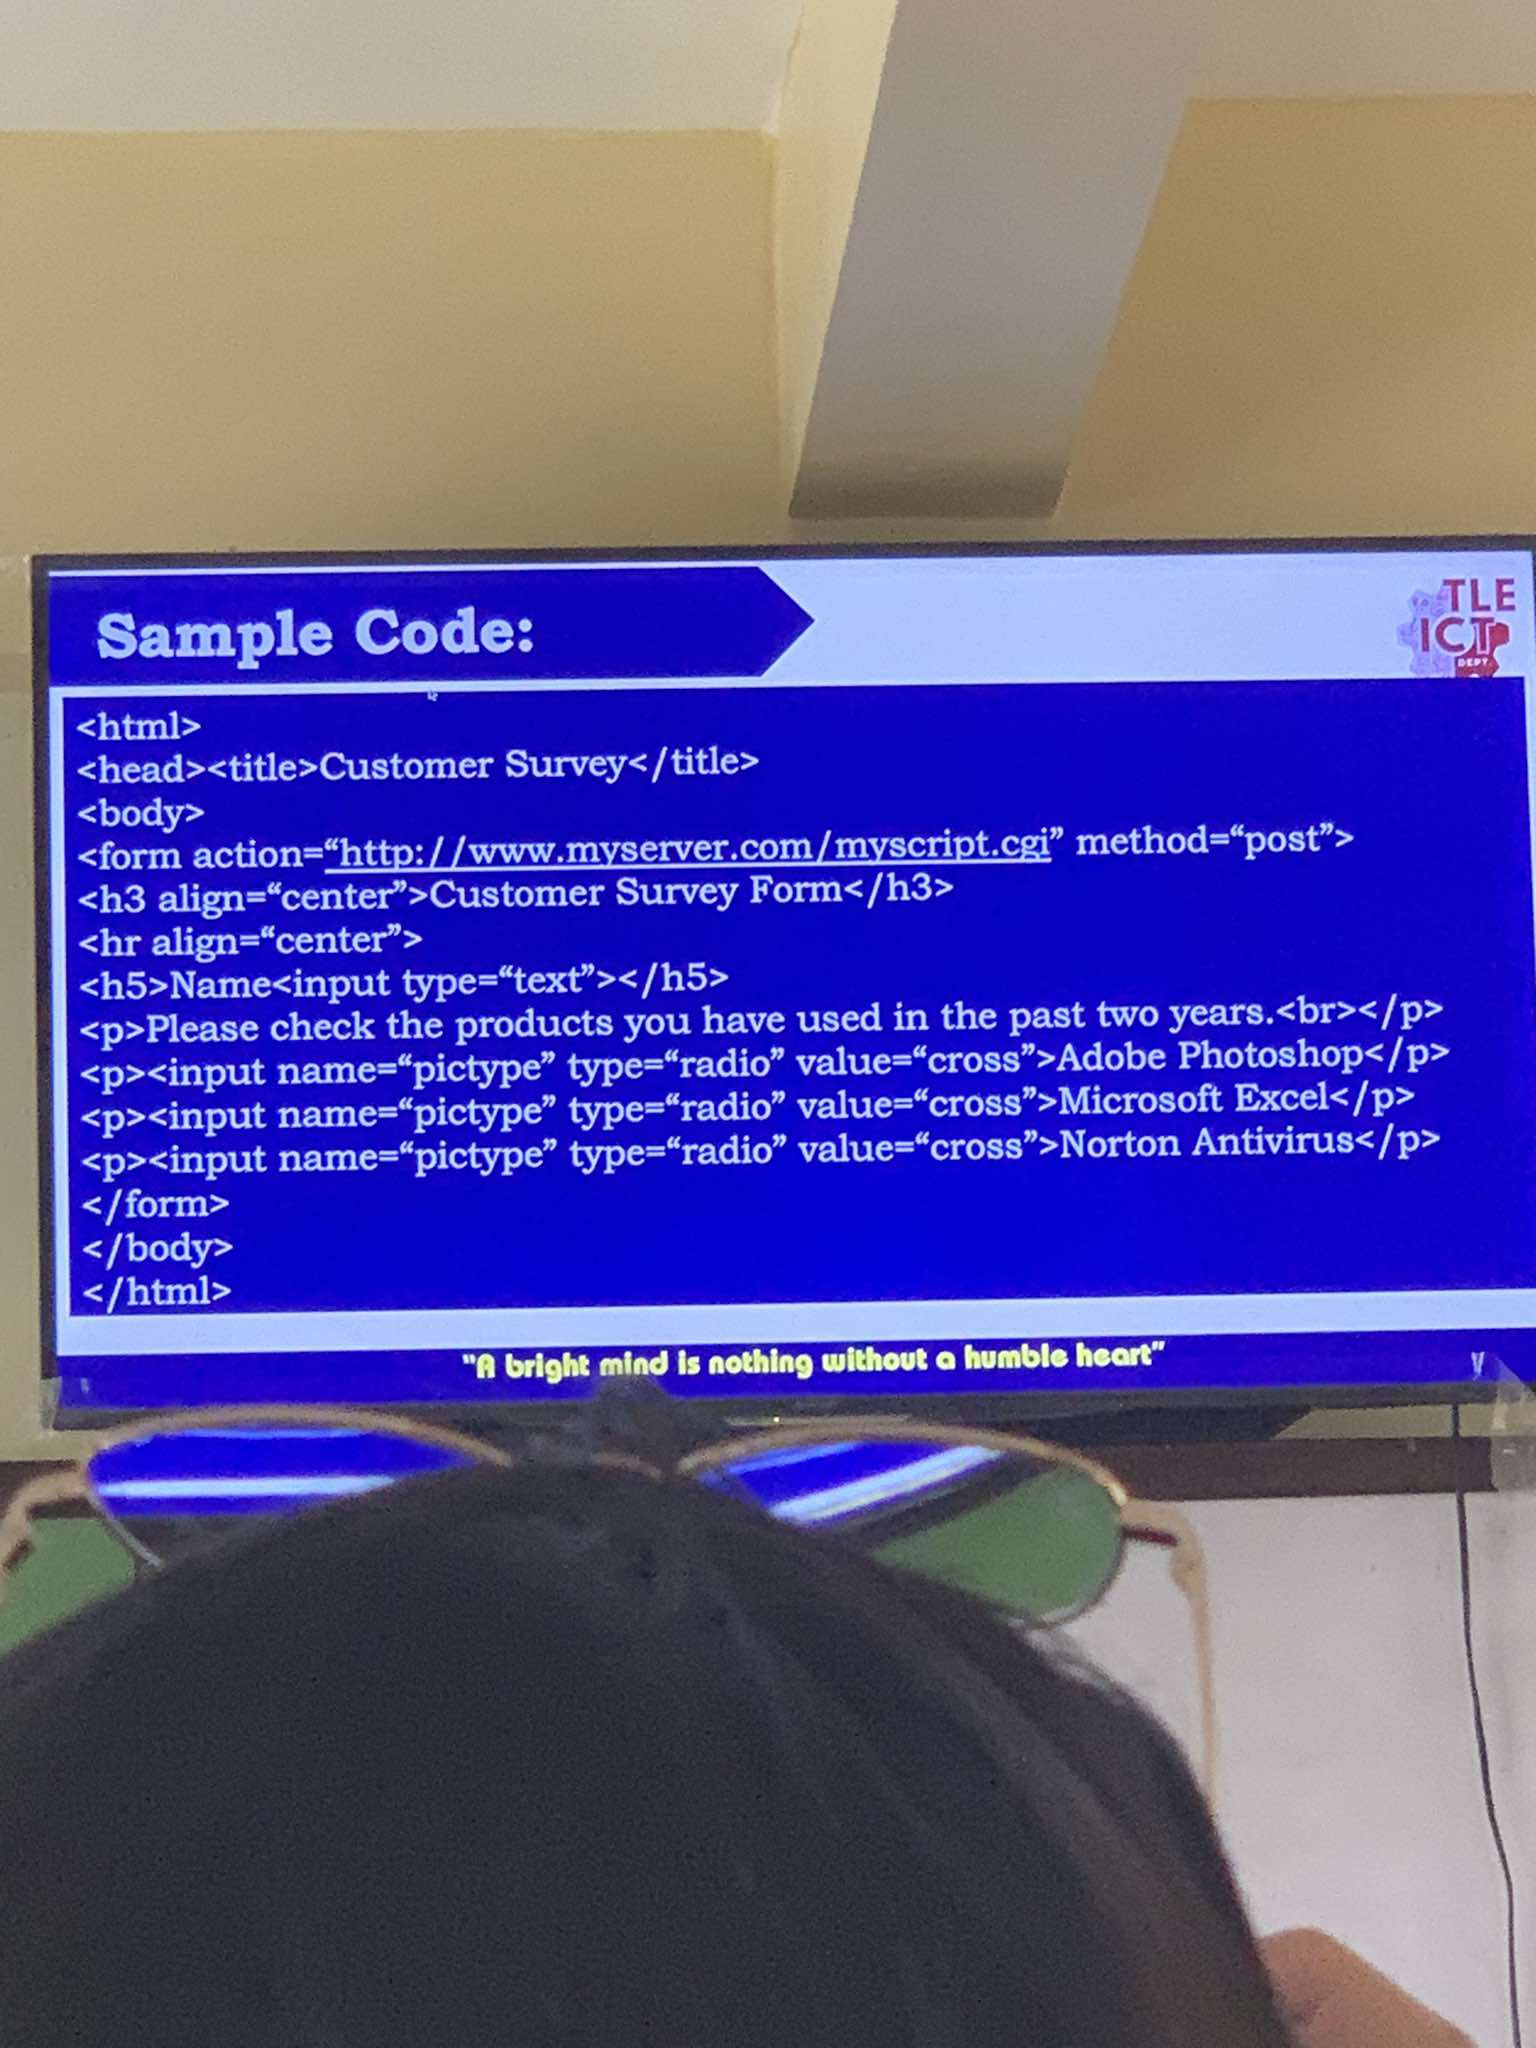 Sample Code:
TLE
ICT
DEPT.
<html>
<head><title>Customer Survey</title>
<body>
<form action=“http://www.myserver.com/myscript.cgi” method=“post”>
<h3 align=“center”>Customer Survey Form</h3>
<hr align=“center”>
<h5>Name<input type=“text”></h5>
<p>Please check the products you have used in the past two years.<br></p>
<p><input name=“pictype” type=“radio” value=“cross”>Adobe Photoshop</p>
<p><input name=“pictype” type=“radio” value=“cross”>Microsoft Excel</p>
<p><input name=“pictype” type=“radio” value=“cross”>Norton Antivirus</p>
</form>
</body>
</html>
"A bright mind is nothing without a humble heart"